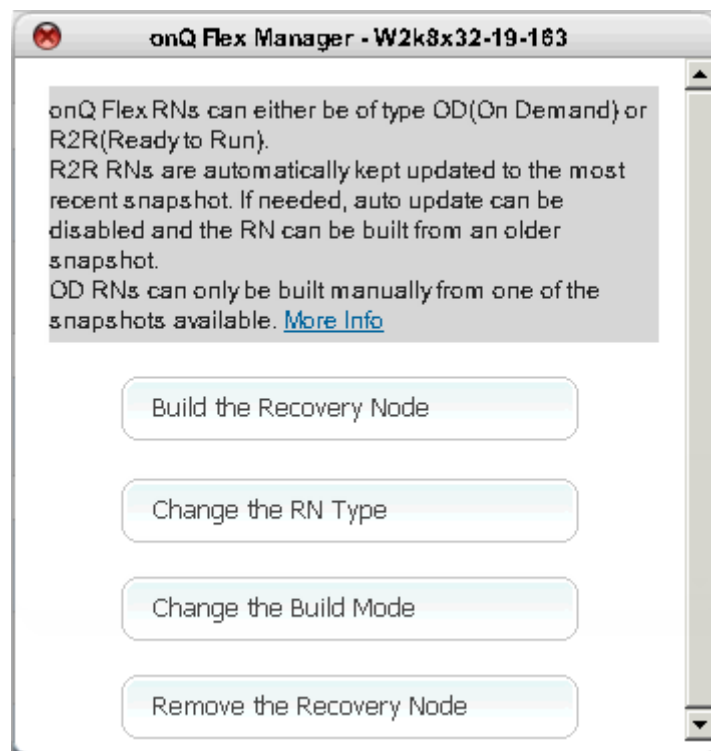 onQ Flex Manager - W2k8x32-19-163
onQ Flex RNs can either be of type OD(On Demand) or
R2R(Ready to Run).
R2R RNs are automatically kept updated to the most
recent snapshot. If needed, auto update can be
disabled and the RN can be built from an older
snapshot.
OD RNs can only be built manually from one of the
snapshots available. More Info
Build the Recovery Node
Change the RN Type
Change the Build Mode
Remove the Recovery Node